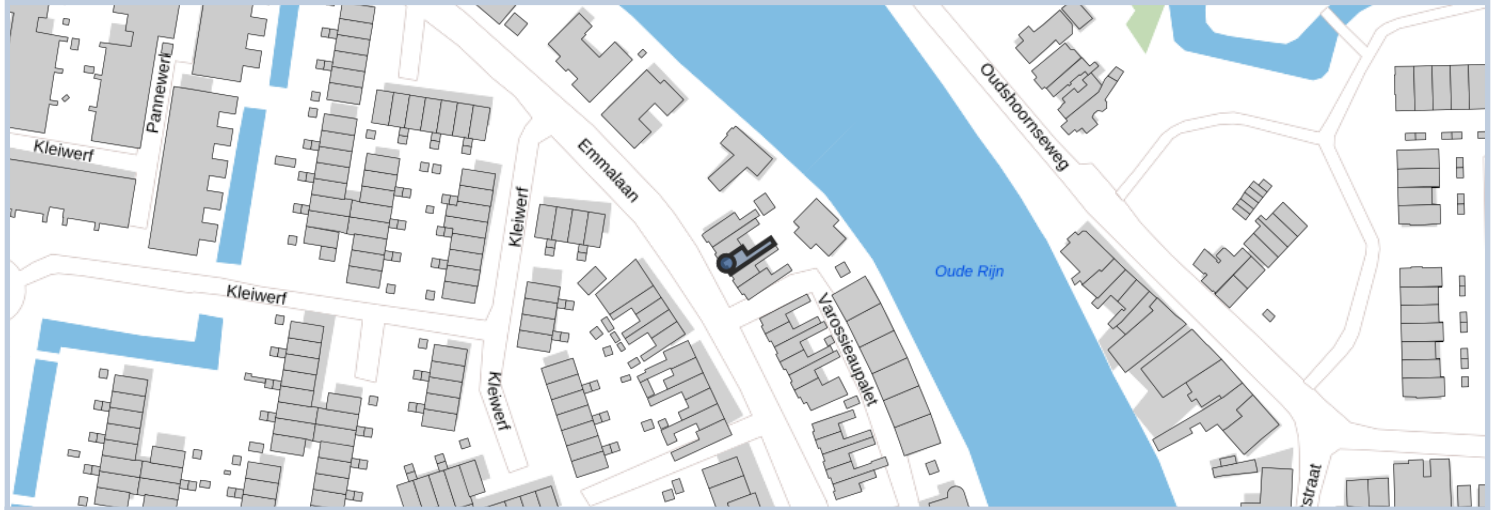 Pannewerf
Kleiwerf
Emmalaan
Oudshoornseweg
Kleiwerf
Oude Rijn
Kleiwerf
Varossieaupalet
Kleiwerf
straat